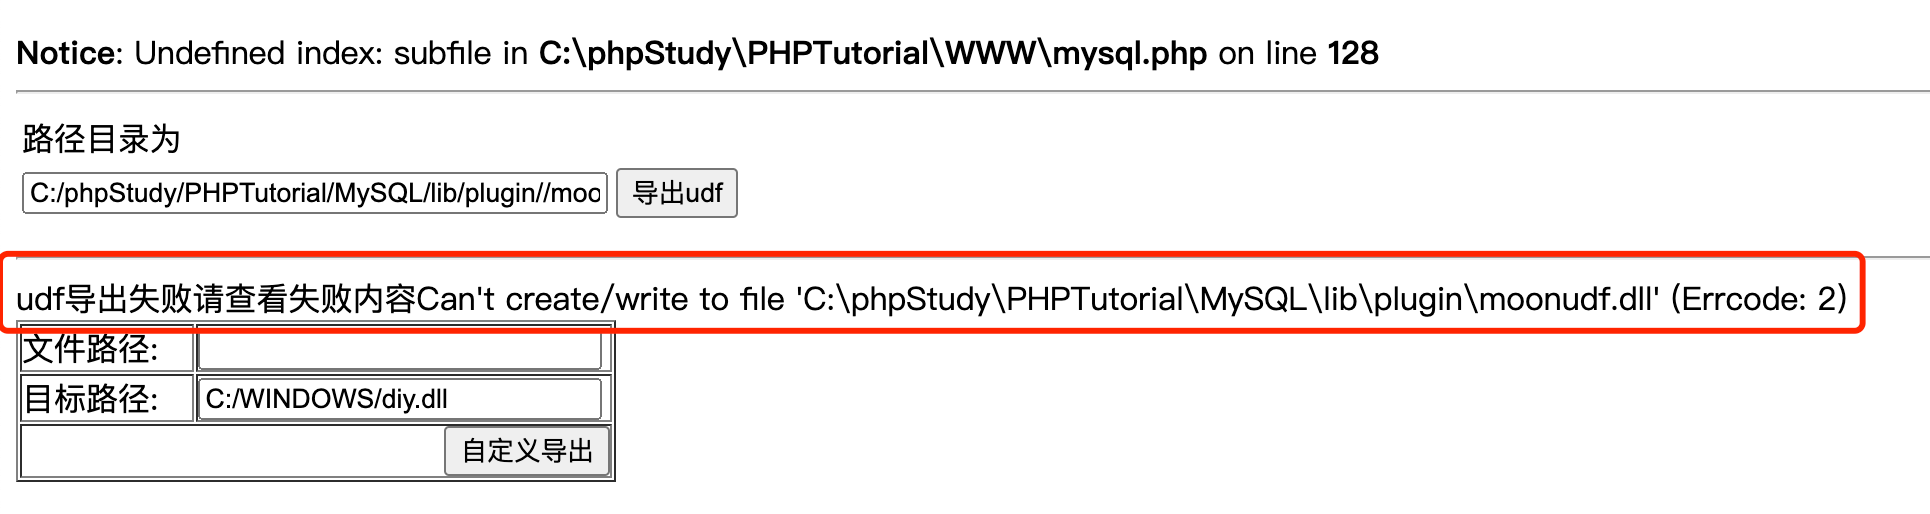 Notice: Undefined index: subfile in C:\phpStudy\PHPTutorial\WWW\mysql.php on line 128
路径目录为
C:/phpStudy/PHPTutorial/MySQL/lib/plugin//moo 导出udf
udf导出失败请查看失败内容Can't create/write to file 'C:\phpStudy\PHPTutorial\MySQL\lib\plugin\moonudf.dll' (Errcode: 2)
文件路径:
目标路径: C:/WINDOWS/diy.dll
自定义导出